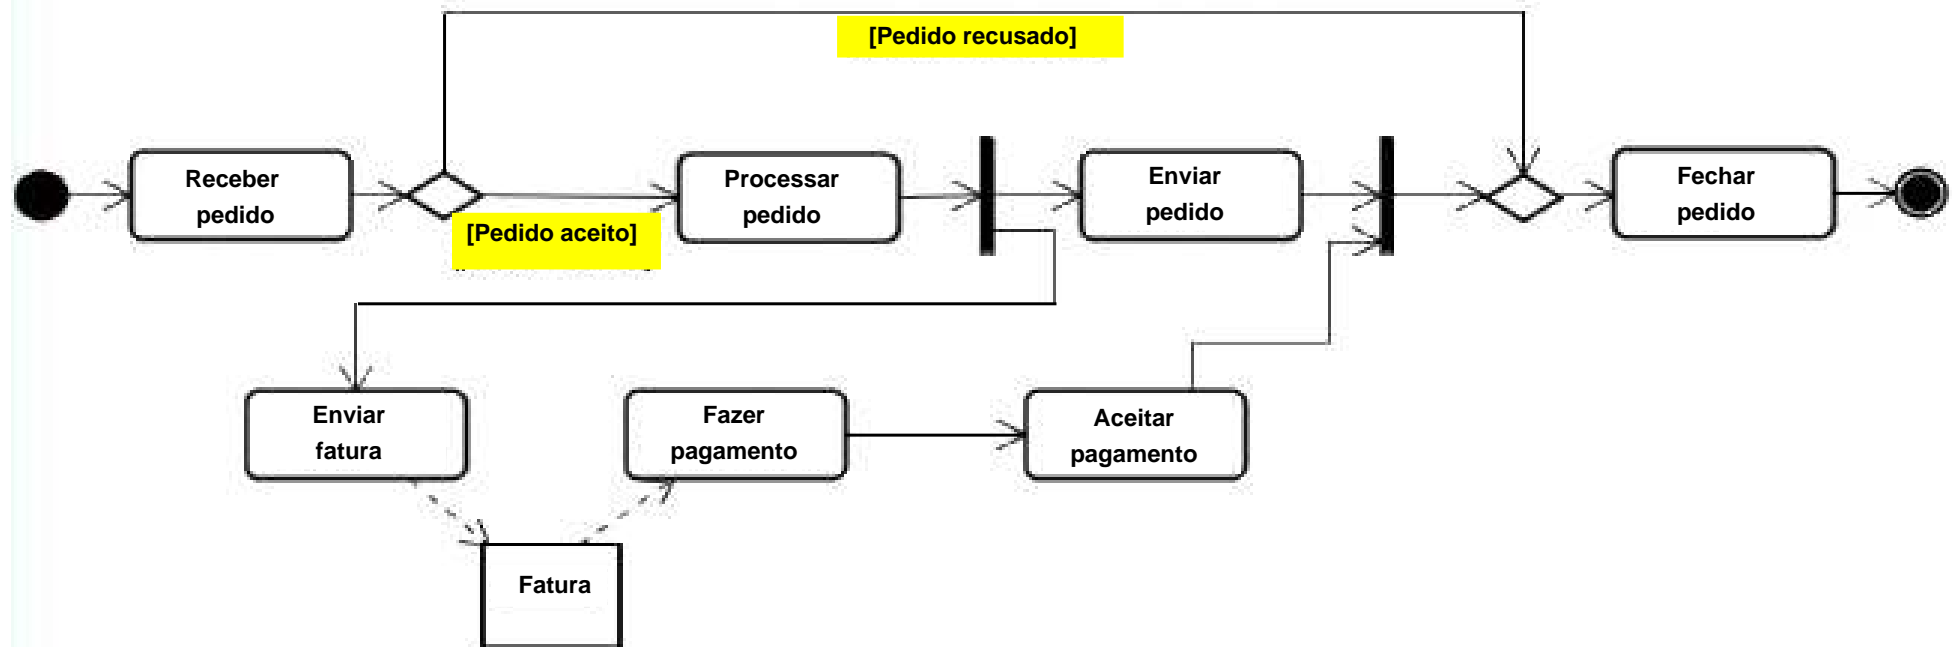 [Pedido recusado]
Receber
pedido
[Pedido aceito]
Processar
pedido
Enviar
pedido
Fechar
pedido
Enviar
fatura
Fazer
pagamento
Aceitar
pagamento
Fatura